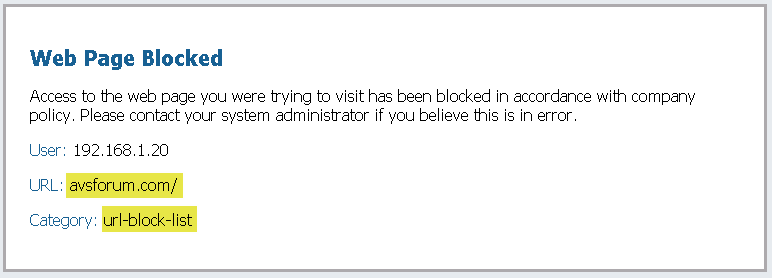 Web Page Blocked
Access to the web page you were trying to visit has been blocked in accordance with company
policy. Please contact your system administrator if you believe this is in error.
User: 192.168.1.20
URL: avsforum.com/
Category: url-block-list